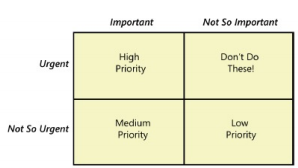 Important Not So Important
Urgent
High
Priority
Don't Do
These!
Not So Urgent
Medium
Priority
Low
Priority